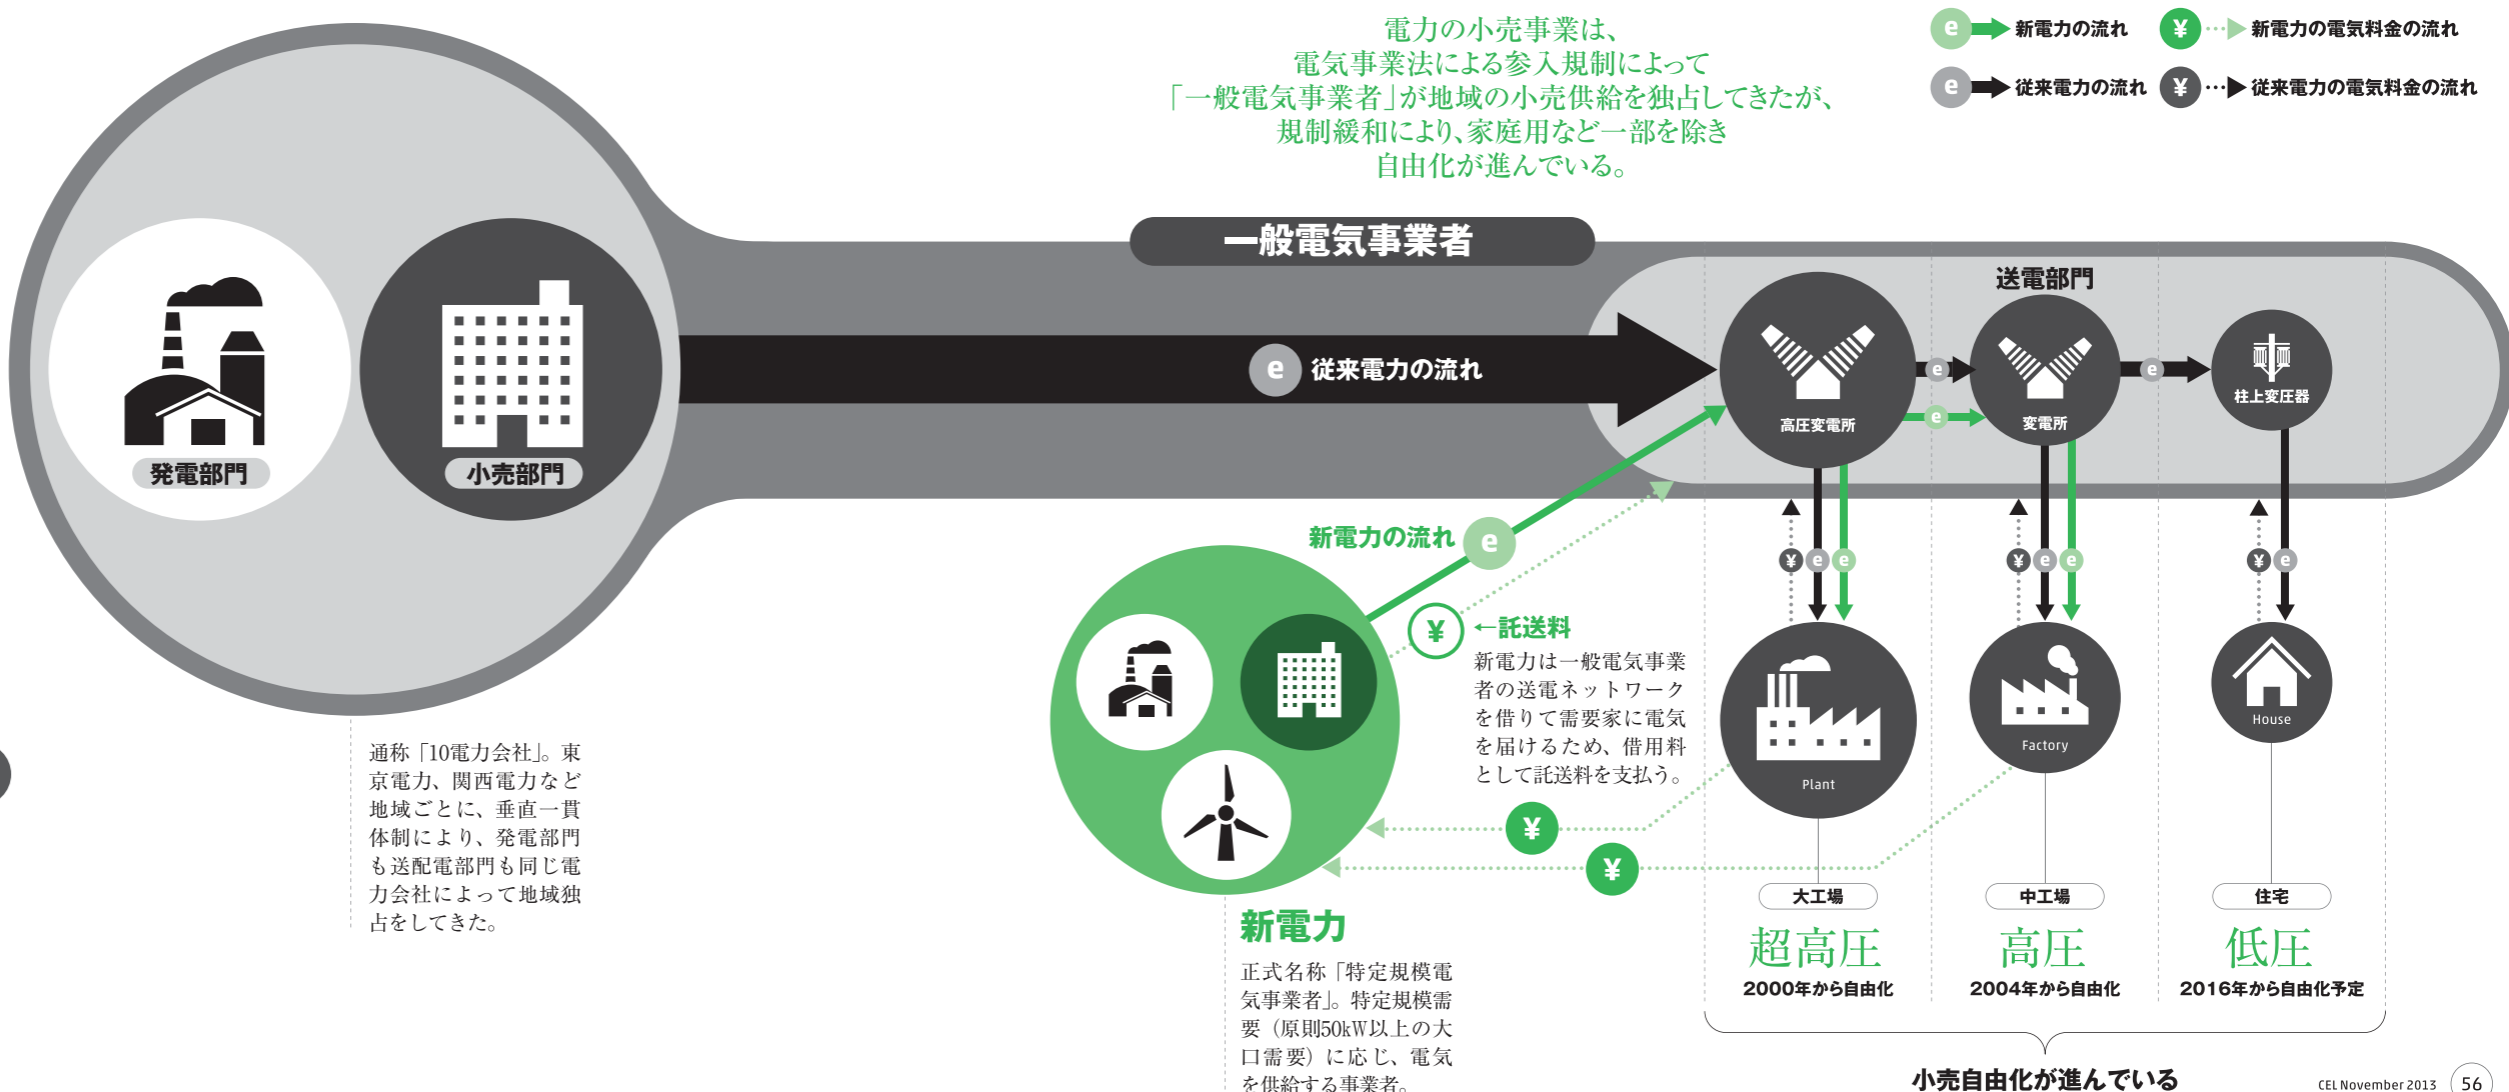 電力の小売事業は、
電気事業法による参入規制によって
「一般電気事業者」が地域の小売供給を独占してきたが、
規制緩和により、家庭用など一部を除き
自由化が進んでいる。
e 新電力の流れ
¥ 新電力の電気料金の流れ
e 従来電力の流れ
¥ 従来電力の電気料金の流れ
一般電気事業者
発電部門
小売部門
e 従来電力の流れ
送電部門
高圧変電所
e
e
変電所
e
柱上変圧器
新電力の流れ e
¥ e e
¥ e e
¥ e
¥ ←託送料
新電力は一般電気事業
者の送電ネットワーク
を借りて需要家に電気
を届けるため、借用料
として託送料を支払う。
Plant
Factory
House
¥
¥
通称「10電力会社」。東
京電力、関西電力など
地域ごとに、垂直一貫
体制により、発電部門
も送配電部門も同じ電
力会社によって地域独
占をしてきた。
新電力
正式名称「特定規模電
気事業者」。特定規模需
要（原則50kW以上の大
口需要）に応じ、電気
を供給する事業者。
大工場
超高圧
2000年から自由化
中工場
高圧
2004年から自由化
住宅
低圧
2016年から自由化予定
小売自由化が進んでいる
CEL November 2013 56